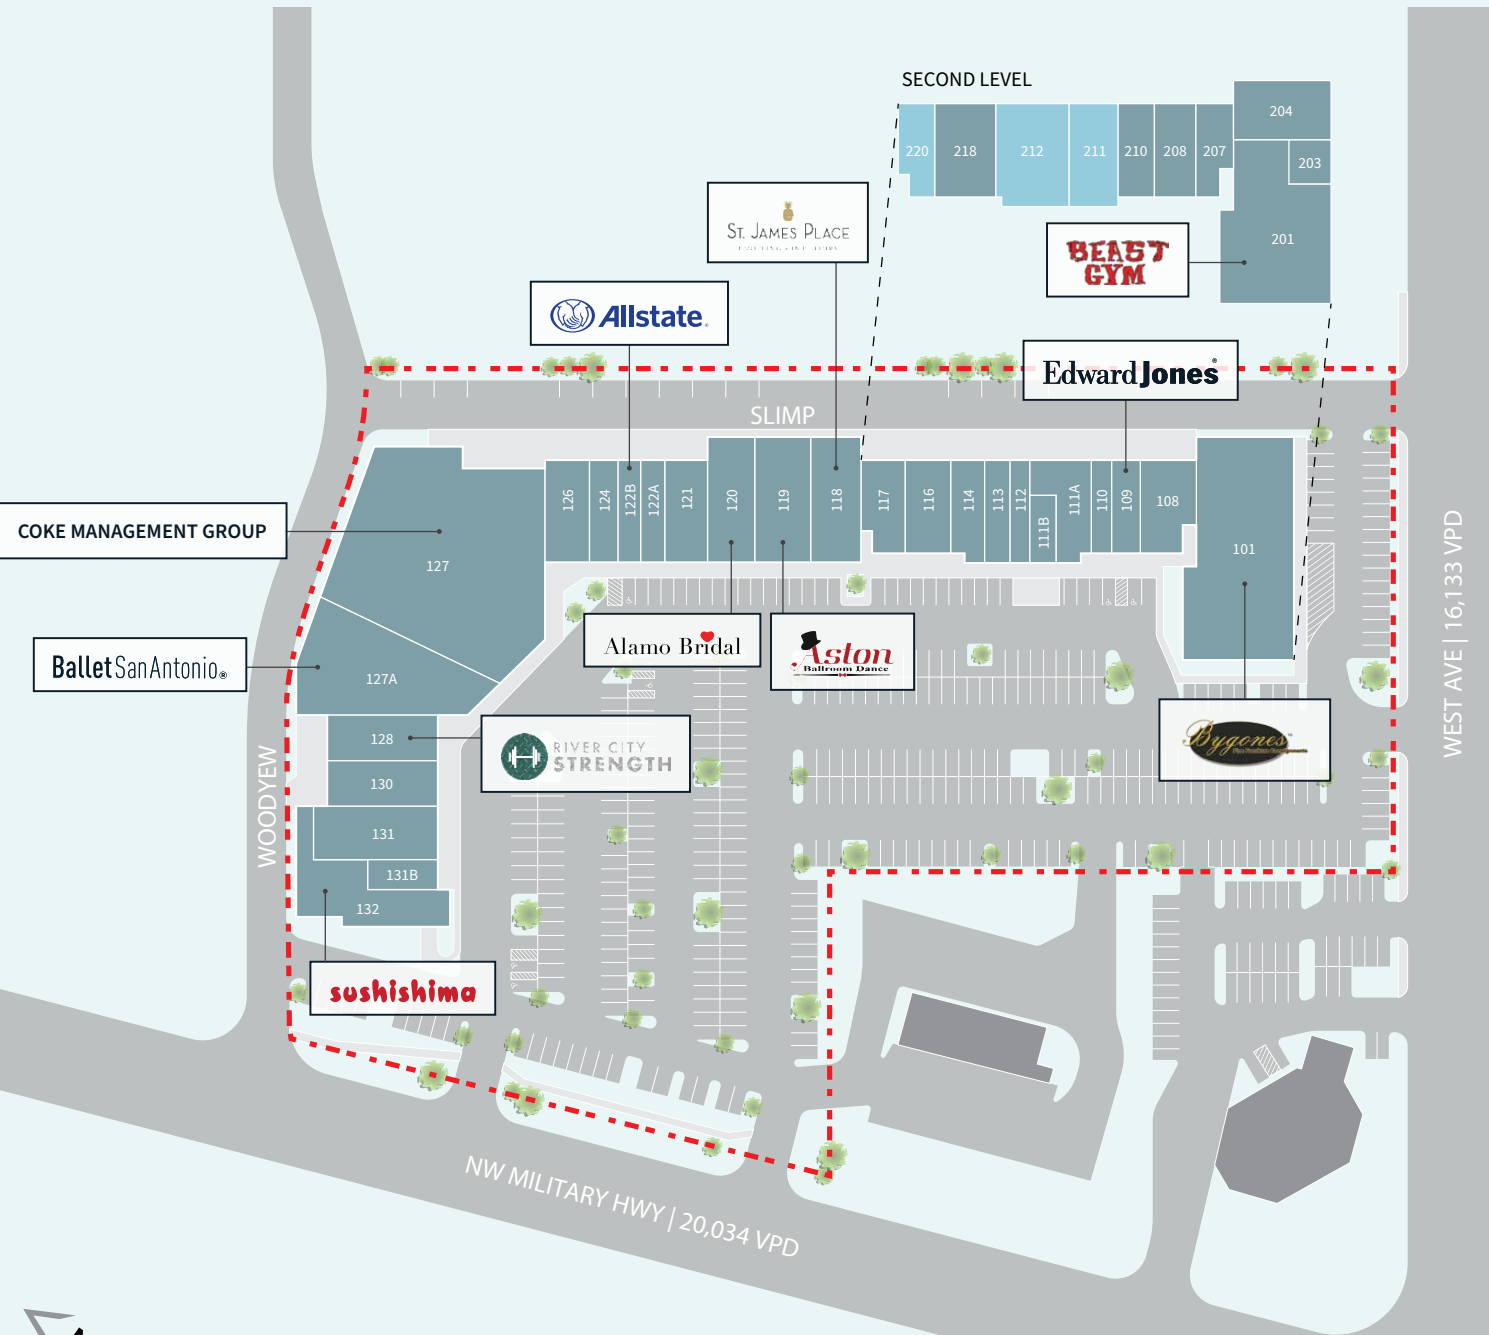 SECOND LEVEL
204
220
218
212
211
210
208
207
203
201
ST. JAMES PLACE
BEAST
GYM
Allstate®
Edward Jones®
SLIMP
126
124
122B
122A
121
120
119
118
117
116
114
113
112
111B
111A
110
109
108
101
COKE MANAGEMENT GROUP
127
Ballet San Antonio®
127A
Alamo Bridal
Aston
Ballroom Dance
WEST AVE | 16,133 VPD
128
RIVER CITY
STRENGTH
Bygones™
WOODYEW
130
131
131B
132
sushishima
NW MILITARY HWY | 20,034 VPD